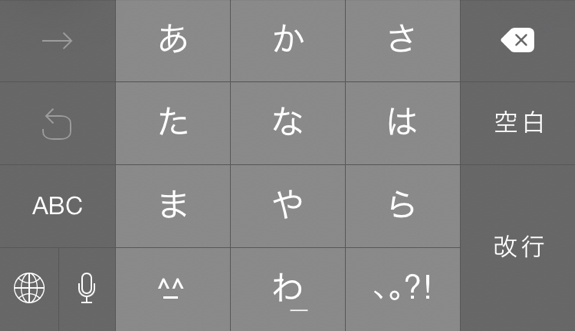 → あ か さ
た な は 空白
ABC ま や ら
改行
^_^ わ_ 、。?!